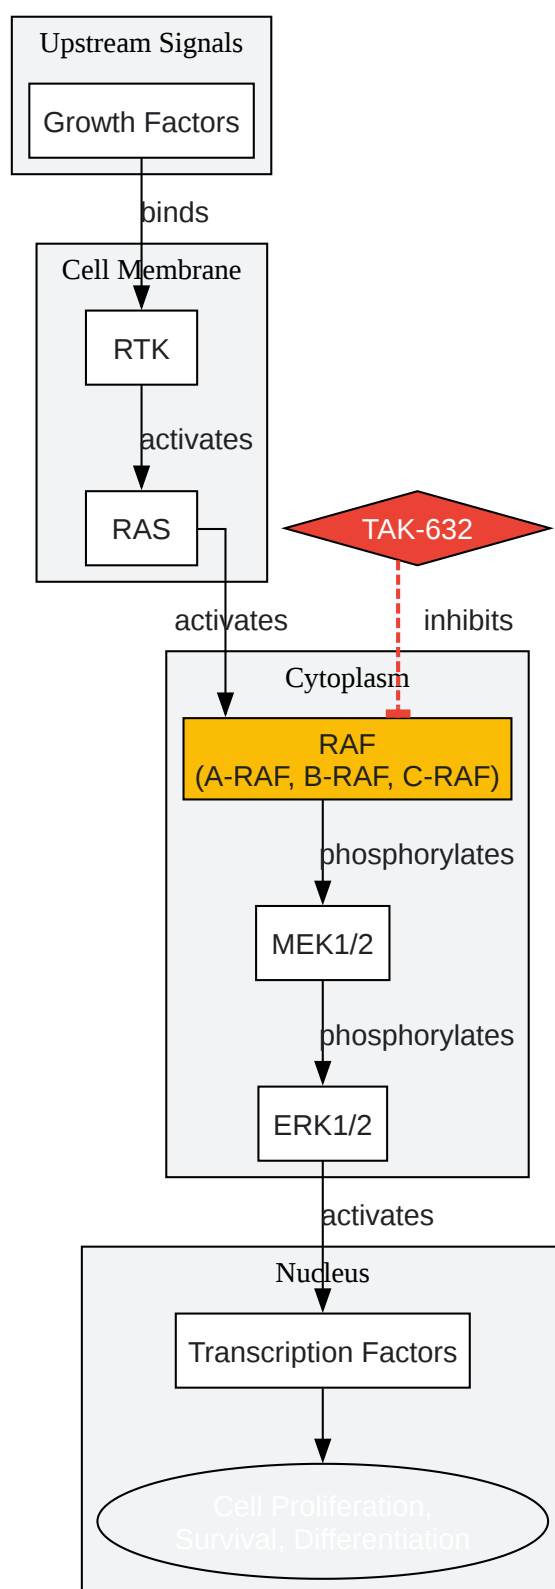 Upstream Signals
Growth Factors
binds
Cell Membrane
RTK
activates
RAS
TAK-632
activates
inhibits
Cytoplasm
RAF
(A-RAF, B-RAF, C-RAF)
phosphorylates
MEK1/2
phosphorylates
ERK1/2
activates
Nucleus
Transcription Factors
Cell Proliferation,
Survival, Differentiation